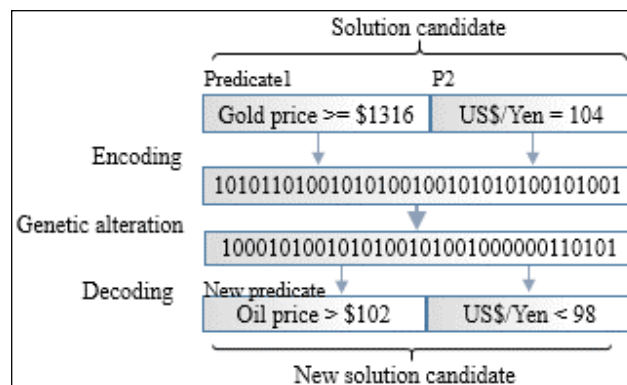 Solution candidate
Predicate1 P2
Gold price >= $1316 US$/Yen = 104
Encoding
10101101001010100100101010100101001
Genetic alteration
10001010010101001010010000000110101
Decoding New predicate
Oil price > $102 US$/Yen < 98
New solution candidate